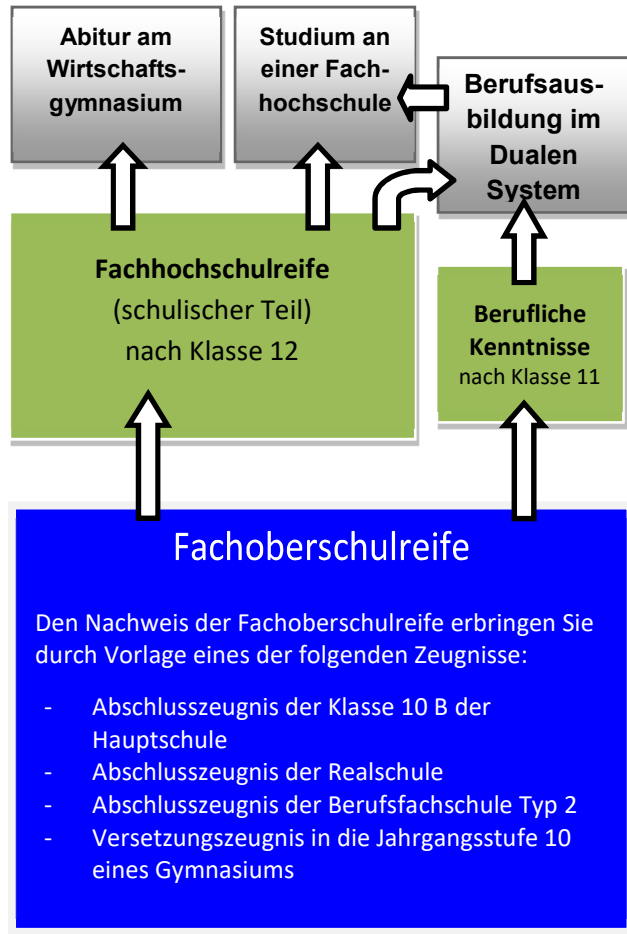 Abitur am
Wirtschafts-
gymnasium
Studium an
einer Fach-
hochschule
Berufsaus-
bildung im
Dualen
System
Fachhochschulreife
(schulischer Teil)
nach Klasse 12
Berufliche
Kenntnisse
nach Klasse 11
Fachoberschulreife
Den Nachweis der Fachoberschulreife erbringen Sie
durch Vorlage eines der folgenden Zeugnisse:
- Abschlusszeugnis der Klasse 10 B der
Hauptschule
- Abschlusszeugnis der Realschule
- Abschlusszeugnis der Berufsfachschule Typ 2
- Versetzungszeugnis in die Jahrgangsstufe 10
eines Gymnasiums